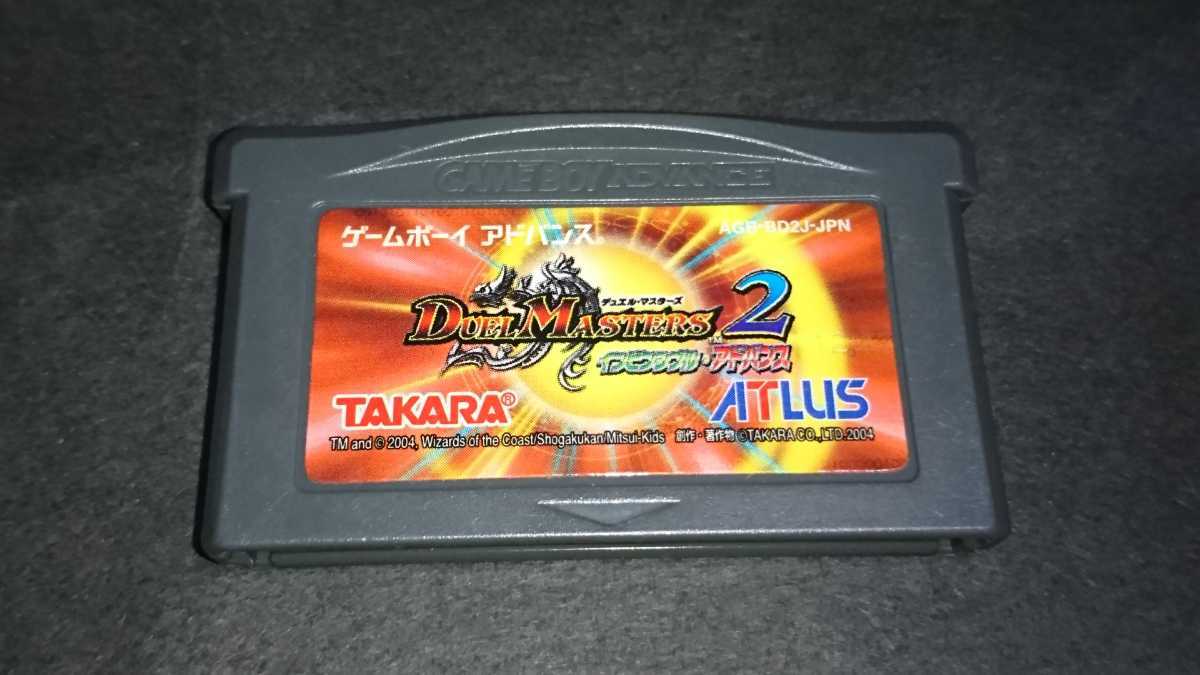 GAME BOY ADVANCE
ゲームボーイ アドバンス®
AGB-BD2J-JPN
デュエル・マスターズ
DUEL MASTERS 2
TM
インビンシブル・アドバンス
TAKARA®
ATLUS
TM and © 2004, Wizards of the Coast/Shogakukan/Mitsui-Kids 創作・著作物 ©TAKARA CO.,LTD. 2004